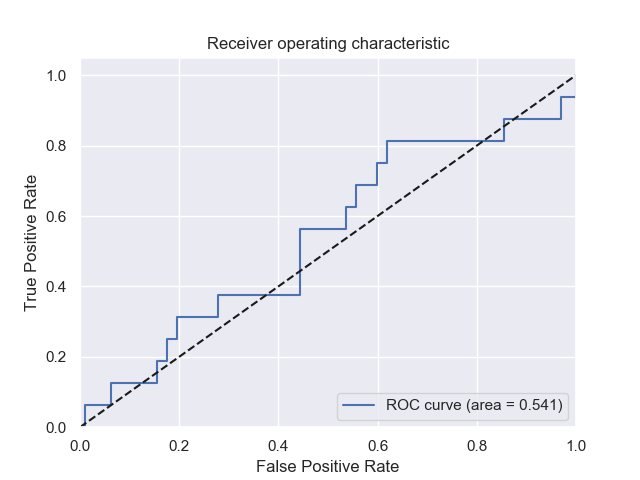 Receiver operating characteristic
1.0
0.8
0.6
0.4
0.2
0.0
True Positive Rate
ROC curve (area = 0.541)
0.0 0.2 0.4 0.6 0.8 1.0
False Positive Rate